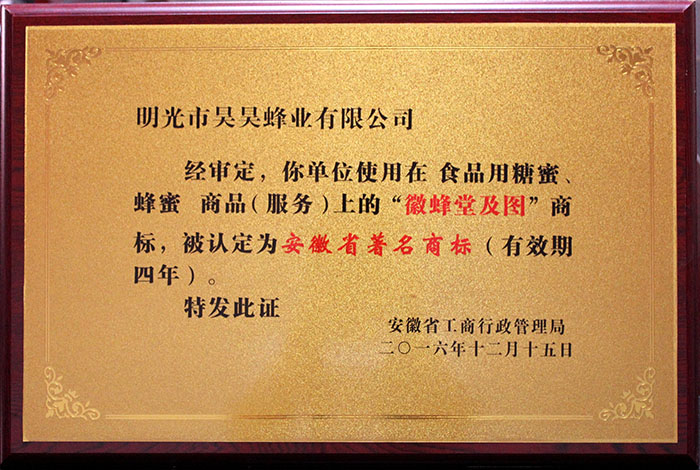 明光市昊昊蜂业有限公司
经审定，你单位使用在 食品用糖蜜、
蜂蜜 商品（服务）上的“徽蜂堂及图”商
标，被认定为安徽省著名商标（有效期
四年）。
特发此证
安徽省工商行政管理局
二〇一六年十二月十五日